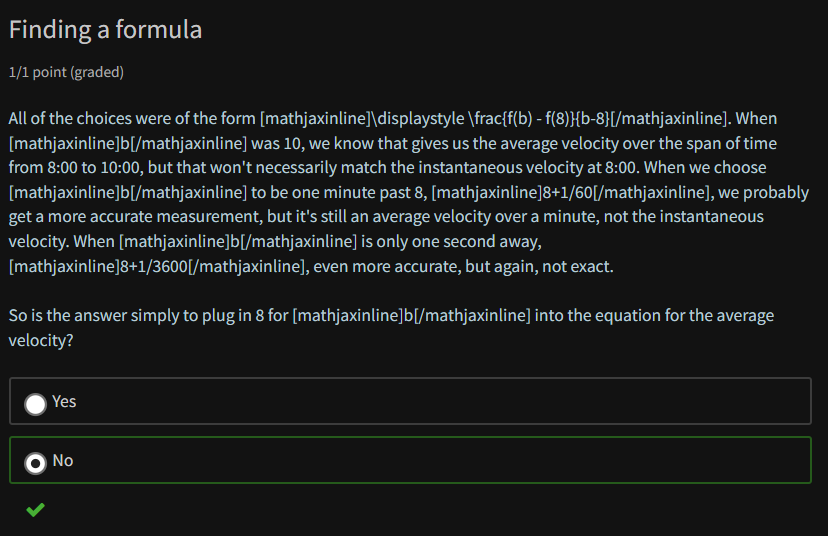 Finding a formula
1/1 point (graded)
All of the choices were of the form [mathjaxinline]\displaystyle \frac{f(b) - f(8)}{b-8}[/mathjaxinline]. When
[mathjaxinline]b[/mathjaxinline] was 10, we know that gives us the average velocity over the span of time
from 8:00 to 10:00, but that won't necessarily match the instantaneous velocity at 8:00. When we choose
[mathjaxinline]b[/mathjaxinline] to be one minute past 8, [mathjaxinline]8+1/60[/mathjaxinline], we probably
get a more accurate measurement, but it's still an average velocity over a minute, not the instantaneous
velocity. When [mathjaxinline]b[/mathjaxinline] is only one second away,
[mathjaxinline]8+1/3600[/mathjaxinline], even more accurate, but again, not exact.
So is the answer simply to plug in 8 for [mathjaxinline]b[/mathjaxinline] into the equation for the average
velocity?
Yes
No